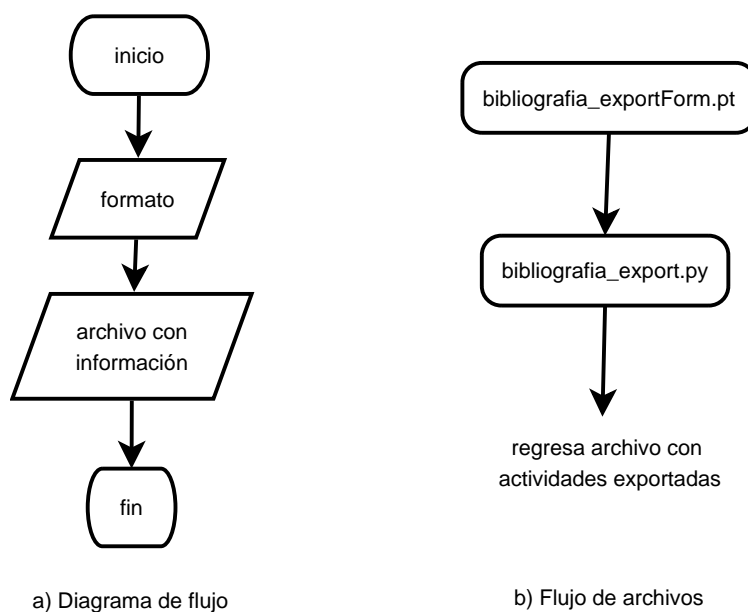 inicio
formato
archivo con
información
fin
a) Diagrama de flujo
bibliografia_exportForm.pt
bibliografia_export.py
regresa archivo con
actividades exportadas
b) Flujo de archivos